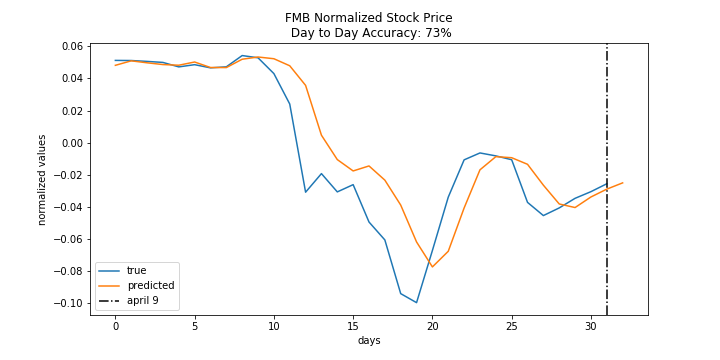 FMB Normalized Stock Price
Day to Day Accuracy: 73%
normalized values
0.06
0.04
0.02
0.00
−0.02
−0.04
−0.06
−0.08
−0.10
true
predicted
april 9
0 5 10 15 20 25 30
days